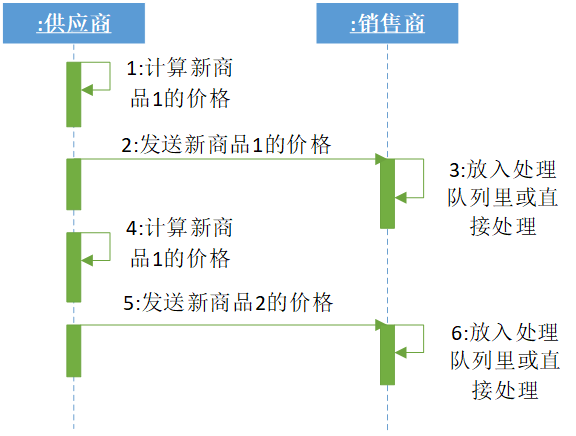 :供应商
:销售商
1:计算新商
品1的价格
2:发送新商品1的价格
3:放入处理
队列里或直
接处理
4:计算新商
品1的价格
5:发送新商品2的价格
6:放入处理
队列里或直
接处理